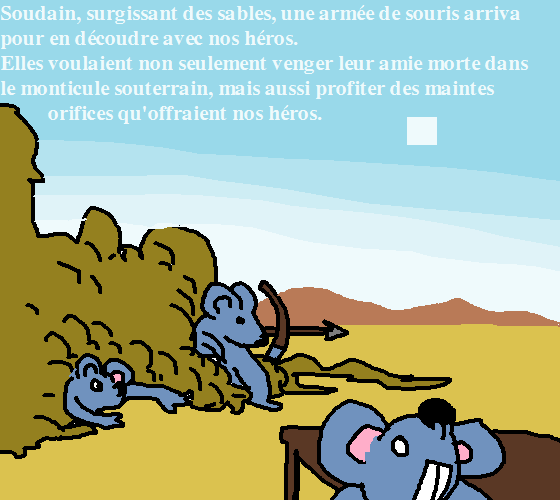 Soudain, surgissant des sables, une armée de souris arriva
pour en découdre avec nos héros.
Elles voulaient non seulement venger leur amie morte dans
le monticule souterrain, mais aussi profiter des maintes
orifices qu'offraient nos héros.